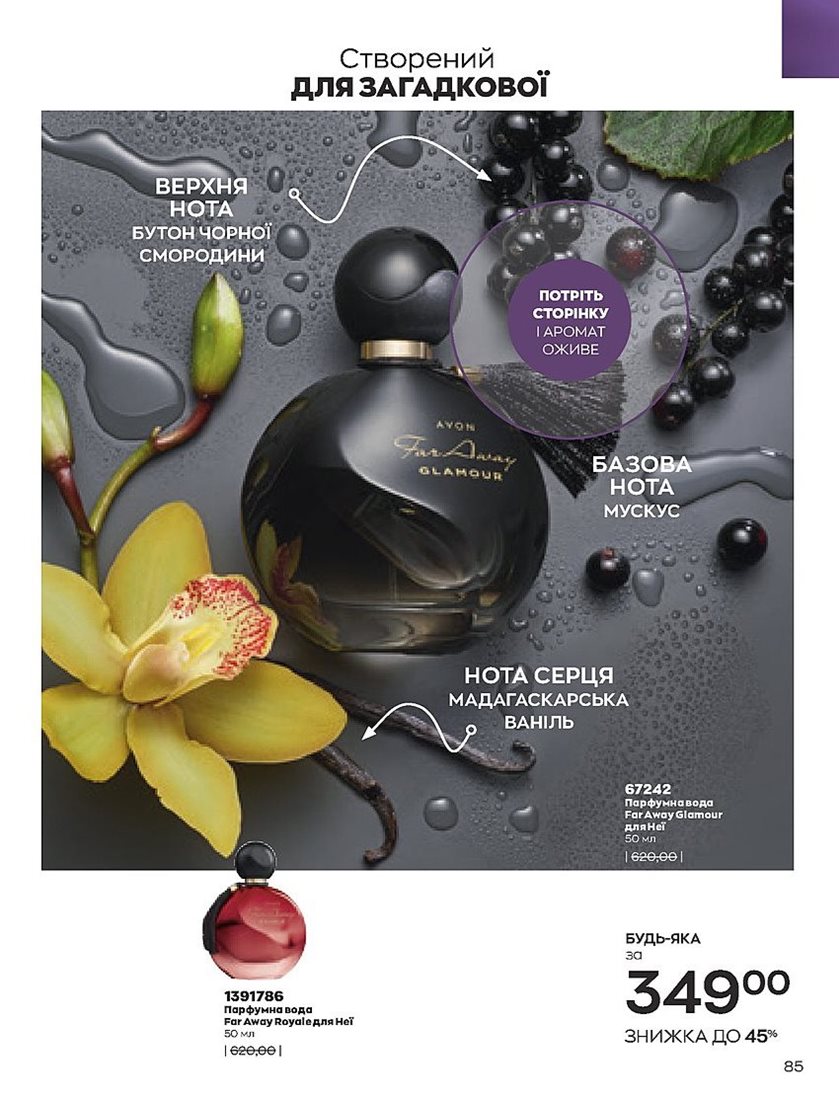 Створений
ДЛЯ ЗАГАДКОВОЇ
ВЕРХНЯ
НОТА
БУТОН ЧОРНОЇ
СМОРОДИНИ
ПОТРІТЬ
СТОРІНКУ
І АРОМАТ
ОЖИВЕ
AVON
Far Away
GLAMOUR
БАЗОВА
НОТА
МУСКУС
НОТА СЕРЦЯ
МАДАГАСКАРСЬКА
ВАНІЛЬ
67242
Парфумна вода
Far Away Glamour
для Неї
50 мл
| 620,00 |
1391786
Парфумна вода
Far Away Royale для Неї
50 мл
| 620,00 |
БУДЬ-ЯКА
за
349⁰⁰
ЗНИЖКА ДО 45%
85